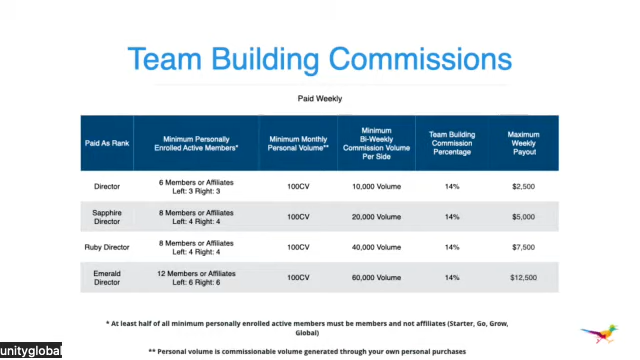 Team Building Commissions
Paid Weekly
Paid As Rank
Minimum Personally
Enrolled Active Members*
Minimum Monthly
Personal Volume**
Minimum
Bi-Weekly
Commission Volume
Per Side
Team Building
Commission
Percentage
Maximum
Weekly
Payout
Director
6 Members or Affiliates
Left: 3 Right: 3
100CV
10,000 Volume
14%
$2,500
Sapphire
Director
8 Members or Affiliates
Left: 4 Right: 4
100CV
20,000 Volume
14%
$5,000
Ruby Director
8 Members or Affiliates
Left: 4 Right: 4
100CV
40,000 Volume
14%
$7,500
Emerald
Director
12 Members or Affiliates
Left: 6 Right: 6
100CV
60,000 Volume
14%
$12,500
* At least half of all minimum personally enrolled active members must be members and not affiliates (Starter, Go, Grow,
Global)
** Personal volume is commissionable volume generated through your own personal purchases
unityglobal